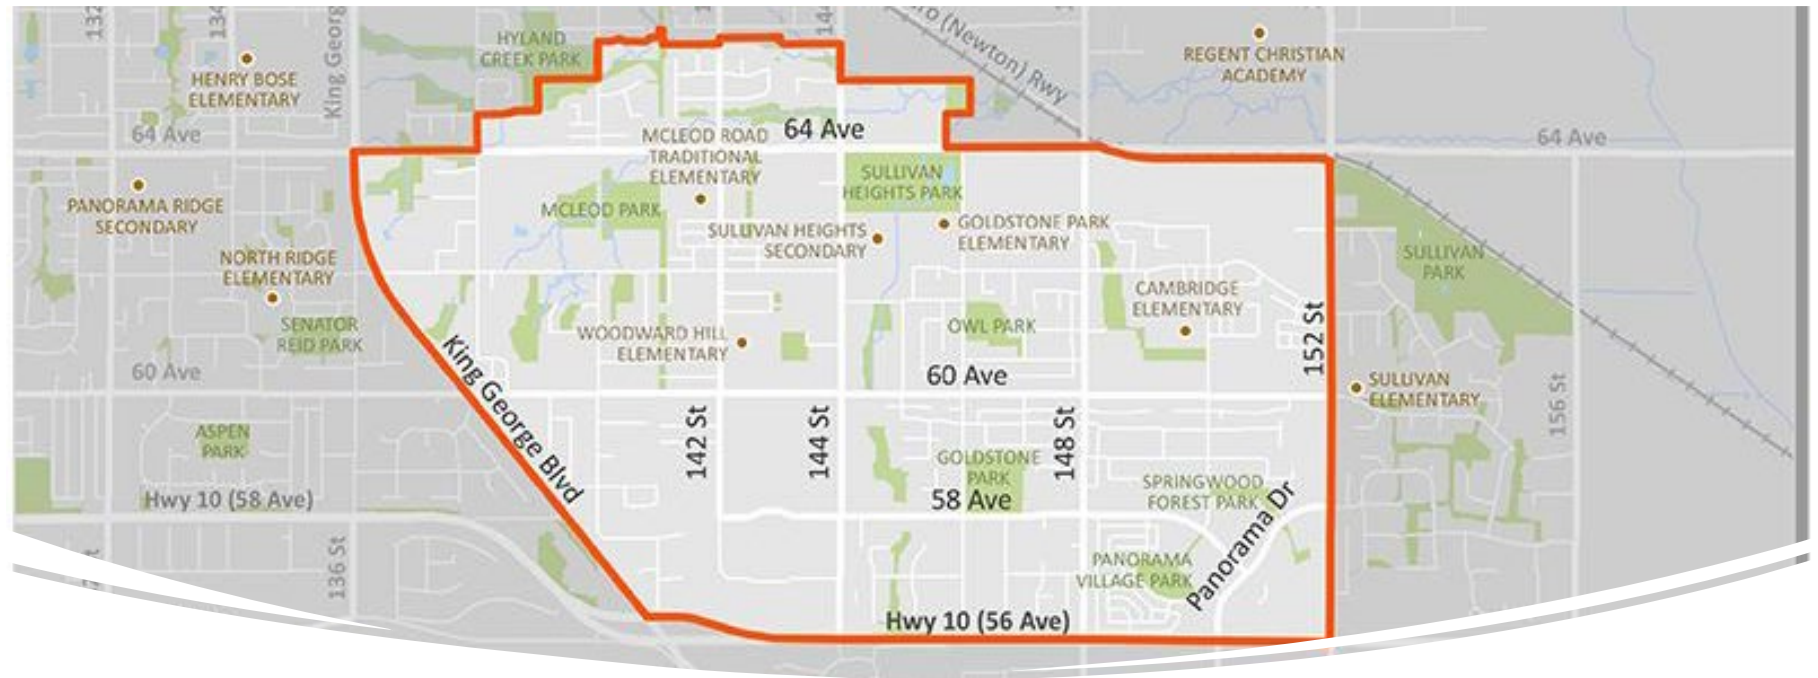 132
134
King Georg
144
HYLAND
CREEK PARK
HENRY BOSE
ELEMENTARY
(Newton) Rwy
REGENT CHRISTIAN
ACADEMY
64 Ave
64 Ave
64 Ave
MCLEOD ROAD
TRADITIONAL
ELEMENTARY
SULLIVAN
HEIGHTS PARK
PANORAMA RIDGE
SECONDARY
MCLEOD PARK
SULLIVAN HEIGHTS
SECONDARY
GOLDSTONE PARK
ELEMENTARY
NORTH RIDGE
ELEMENTARY
SULLIVAN
PARK
CAMBRIDGE
ELEMENTARY
SENATOR
REID PARK
WOODWARD HILL
ELEMENTARY
OWL PARK
152 St
60 Ave
King George Blvd
60 Ave
SULLIVAN
ELEMENTARY
156 St
142 St
144 St
148 St
ASPEN
PARK
GOLDSTONE
PARK
58 Ave
SPRINGWOOD
FOREST PARK
Hwy 10 (58 Ave)
Panorama Dr
136 St
PANORAMA
VILLAGE PARK
Hwy 10 (56 Ave)